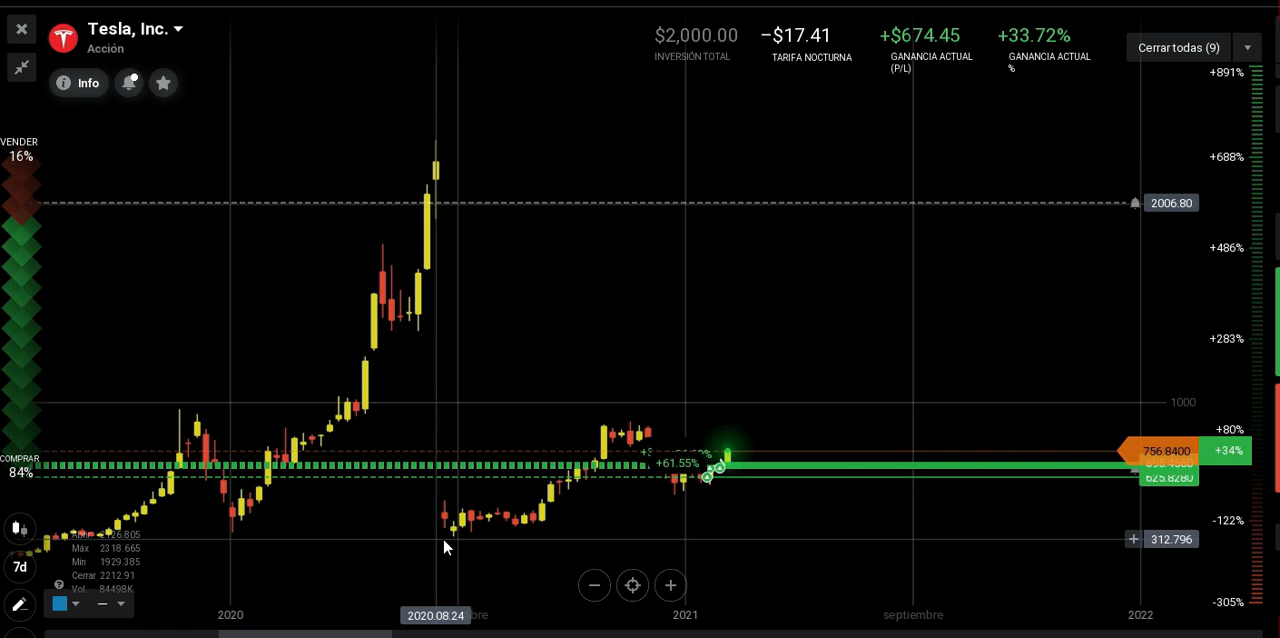 Tesla, Inc.
Acción
Info
$2,000.00
INVERSIÓN TOTAL
−$17.41
TARIFA NOCTURNA
+$674.45
GANANCIA ACTUAL
(P/L)
+33.72%
GANANCIA ACTUAL
%
Cerrar todas (9)
+891%
VENDER
16%
+688%
2006.80
+486%
+283%
1000
+80%
756.8400
+34%
+61.55%
COMPRAR
84%
625.8280
-122%
312.796
Máx 2318.665
Mín 1929.385
Cerrar 2212.91
Vol. 84498K
7d
-305%
2020
2020.08.24
bre
2021
septiembre
2022